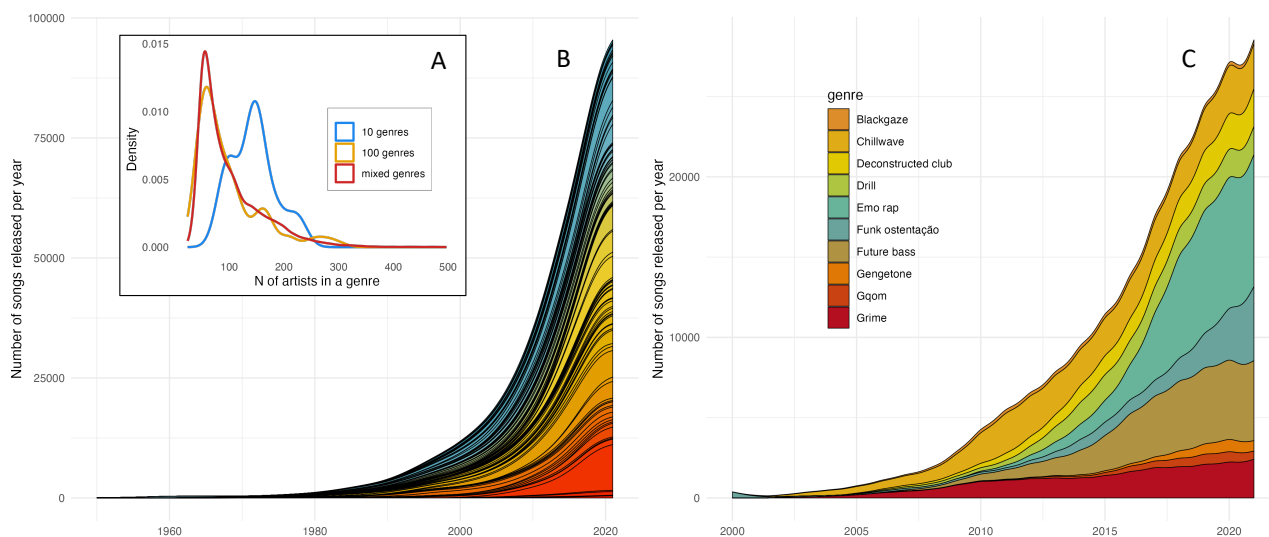 100000
75000
50000
25000
0
Number of songs released per year
1960
1980
2000
2020
A
0.015
0.010
0.005
0.000
Density
100
200
300
400
500
N of artists in a genre
10 genres
100 genres
mixed genres
B
C
20000
10000
0
Number of songs released per year
2000
2005
2010
2015
2020
genre
Blackgaze
Chillwave
Deconstructed club
Drill
Emo rap
Funk ostentação
Future bass
Gengetone
Gqom
Grime